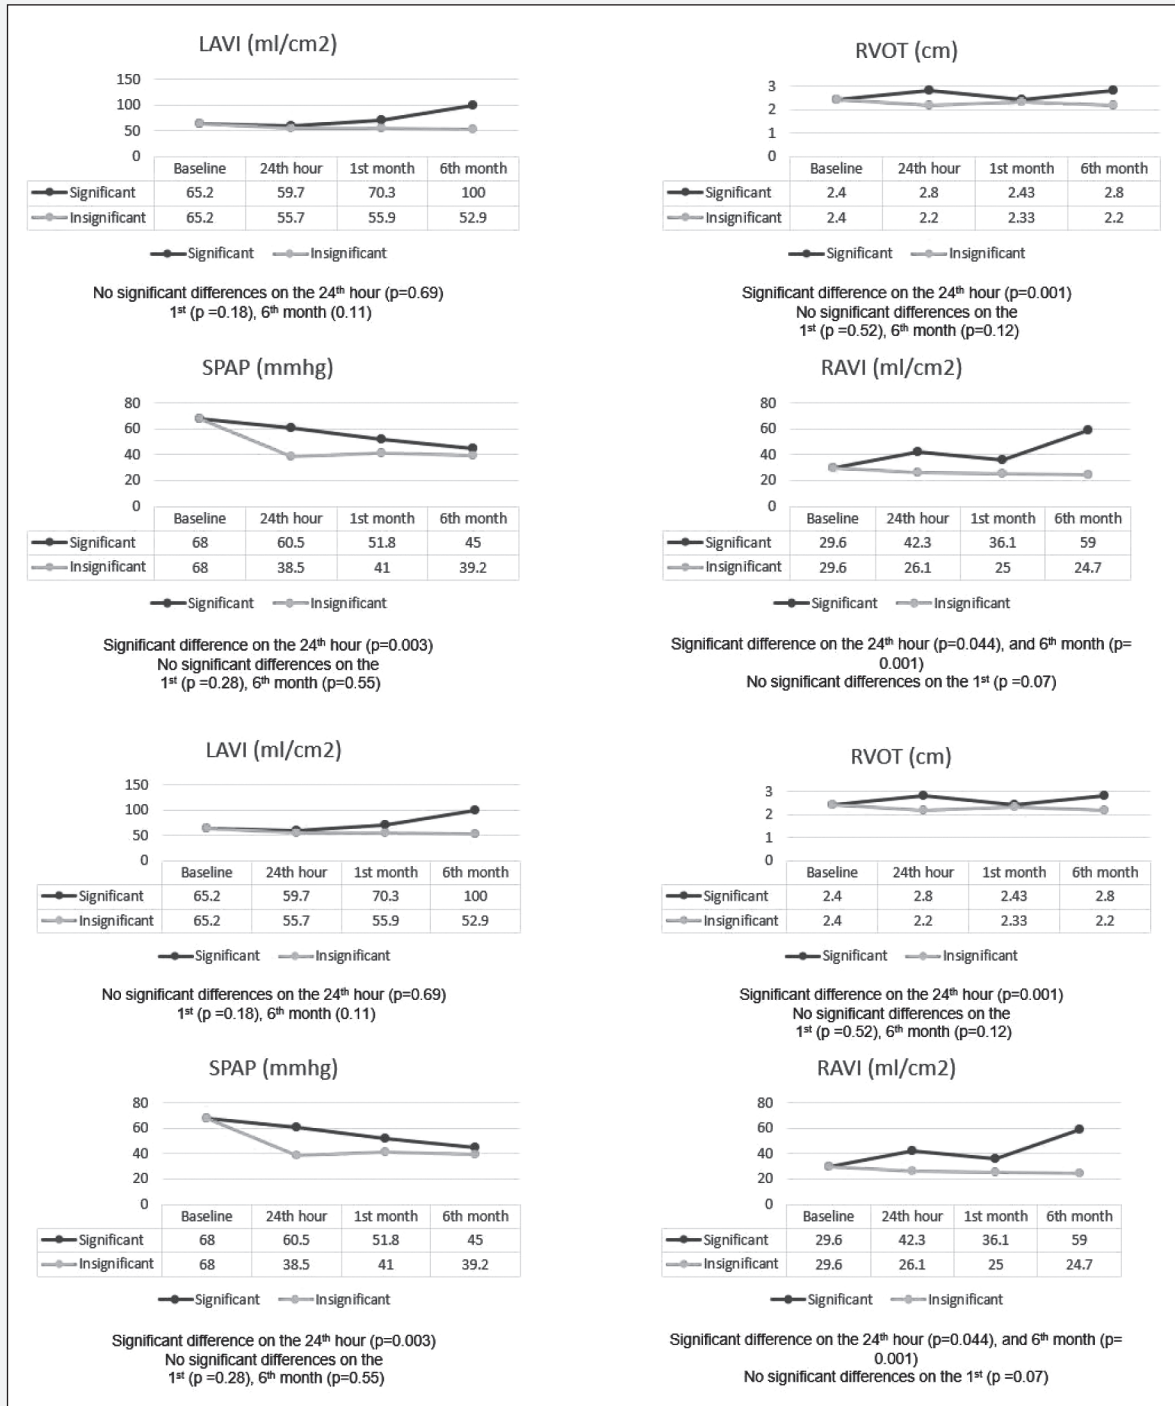 LAVI (ml/cm2)
150
100
50
0
Baseline 24th hour 1st month 6th month
Significant 65.2 59.7 70.3 100
Insignificant 65.2 55.7 55.9 52.9
Significant Insignificant
No significant differences on the 24th hour (p=0.69)
1st (p =0.18), 6th month (0.11)
RVOT (cm)
3
2
1
0
Baseline 24th hour 1st month 6th month
Significant 2.4 2.8 2.43 2.8
Insignificant 2.4 2.2 2.33 2.2
Significant Insignificant
Significant difference on the 24th hour (p=0.001)
No significant differences on the
1st (p =0.52), 6th month (p=0.12)
SPAP (mmhg)
80
60
40
20
0
Baseline 24th hour 1st month 6th month
Significant 68 60.5 51.8 45
Insignificant 68 38.5 41 39.2
Significant Insignificant
Significant difference on the 24th hour (p=0.003)
No significant differences on the
1st (p =0.28), 6th month (p=0.55)
RAVI (ml/cm2)
80
60
40
20
0
Baseline 24th hour 1st month 6th month
Significant 29.6 42.3 36.1 59
Insignificant 29.6 26.1 25 24.7
Significant Insignificant
Significant difference on the 24th hour (p=0.044), and 6th month (p=
0.001)
No significant differences on the 1st (p =0.07)
LAVI (ml/cm2)
150
100
50
0
Baseline 24th hour 1st month 6th month
Significant 65.2 59.7 70.3 100
Insignificant 65.2 55.7 55.9 52.9
Significant Insignificant
No significant differences on the 24th hour (p=0.69)
1st (p =0.18), 6th month (0.11)
RVOT (cm)
3
2
1
0
Baseline 24th hour 1st month 6th month
Significant 2.4 2.8 2.43 2.8
Insignificant 2.4 2.2 2.33 2.2
Significant Insignificant
Significant difference on the 24th hour (p=0.001)
No significant differences on the
1st (p =0.52), 6th month (p=0.12)
SPAP (mmhg)
80
60
40
20
0
Baseline 24th hour 1st month 6th month
Significant 68 60.5 51.8 45
Insignificant 68 38.5 41 39.2
Significant Insignificant
Significant difference on the 24th hour (p=0.003)
No significant differences on the
1st (p =0.28), 6th month (p=0.55)
RAVI (ml/cm2)
80
60
40
20
0
Baseline 24th hour 1st month 6th month
Significant 29.6 42.3 36.1 59
Insignificant 29.6 26.1 25 24.7
Significant Insignificant
Significant difference on the 24th hour (p=0.044), and 6th month (p=
0.001)
No significant differences on the 1st (p =0.07)